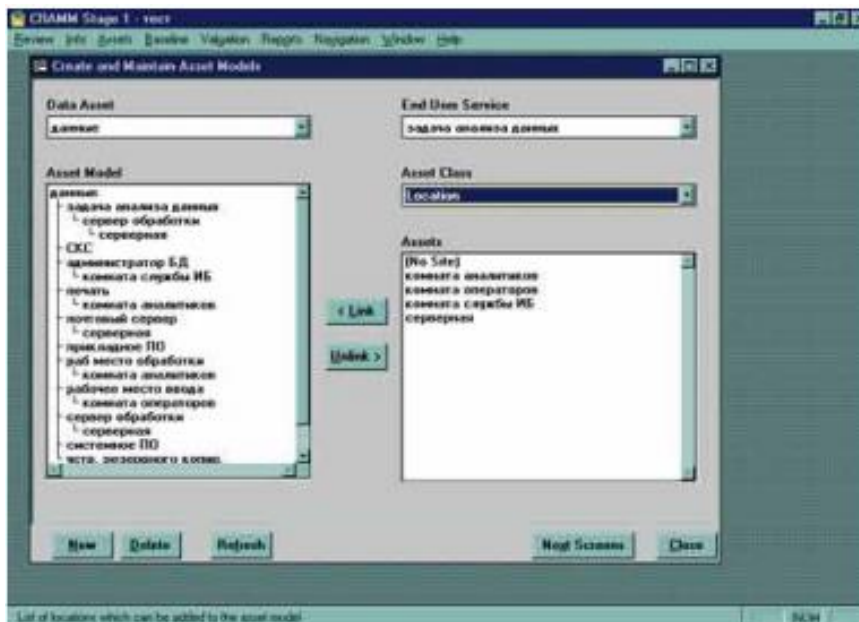 CRAMM Stage 1 - тост
Review Info Assets Baseline Valuation Reports Navigation Window Help
Create and Maintain Asset Models
Data Asset
End User Service
данные
задача анализа данных
Asset Model
Asset Class
данные
Location
задача анализа данных
сервер обработки
серверная
СКС
администратор БД
комната службы ИБ
печать
комната аналитиков
почтовый сервер
серверная
прикладное ПО
раб место обработки
комната аналитиков
рабочее место ввода
комната операторов
сервер обработки
серверная
системное ПО
устр. резервного копир.
Assets
(No Site)
комната аналитиков
комната операторов
комната службы ИБ
серверная
< Link
Unlink >
New Delete Refresh Next Screens Close
List of locations which can be added to the asset model NUM